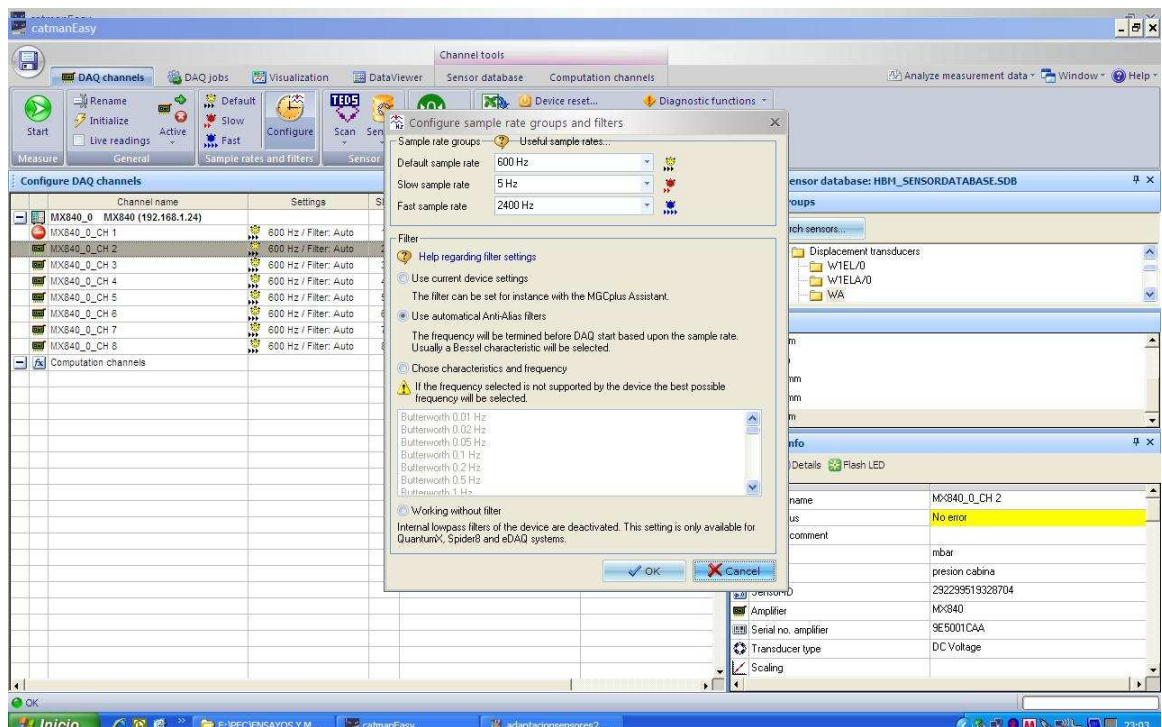 catmanEasy
Channel tools
DAQ channels DAQ jobs Visualization DataViewer Sensor database Computation channels Analyze measurement data Window Help
Rename Default Device reset... Diagnostic functions
Initialize Slow
Start Live readings Active Fast Configure TEDS Scan
Measure General Sample rates and filters
Configure sample rate groups and filters
Sample rate groups Useful sample rates...
Default sample rate 600 Hz
Slow sample rate 5 Hz
Fast sample rate 2400 Hz
Filter
Help regarding filter settings
Use current device settings
The filter can be set for instance with the MGCplus Assistant.
Use automatical Anti-Alias filters
The frequency will be termined before DAQ start based upon the sample rate.
Usually a Bessel characteristic will be selected.
Chose characteristics and frequency
If the frequency selected is not supported by the device the best possible
frequency will be selected.
Butterworth 0.01 Hz
Butterworth 0.02 Hz
Butterworth 0.05 Hz
Butterworth 0.1 Hz
Butterworth 0.2 Hz
Butterworth 0.5 Hz
Butterworth 1 Hz
Working without filter
Internal lowpass filters of the device are deactivated. This setting is only available for
QuantumX, Spider8 and eDAQ systems.
OK Cancel
Configure DAQ channels
Channel name Settings
MX840_0 MX840 (192.168.1.24)
MX840_0_CH 1 600 Hz / Filter: Auto
MX840_0_CH 2 600 Hz / Filter: Auto
MX840_0_CH 3 600 Hz / Filter: Auto
MX840_0_CH 4 600 Hz / Filter: Auto
MX840_0_CH 5 600 Hz / Filter: Auto
MX840_0_CH 6 600 Hz / Filter: Auto
MX840_0_CH 7 600 Hz / Filter: Auto
MX840_0_CH 8 600 Hz / Filter: Auto
fx Computation channels
ensor database: HBM_SENSORDATABASE.SDB
roups
rch sensors...
Displacement transducers
W1EL/0
W1ELA/0
WA
nfo
Details Flash LED
name MX840_0_CH 2
us No error
comment
mbar
presion cabina
SensorID 292299519328704
Amplifier MX840
Serial no. amplifier 9E5001CAA
Transducer type DC Voltage
Scaling
OK
Inicio E:\PFC\ENSAYOS Y M... catmanEasy adaptacionsensores2 23:03